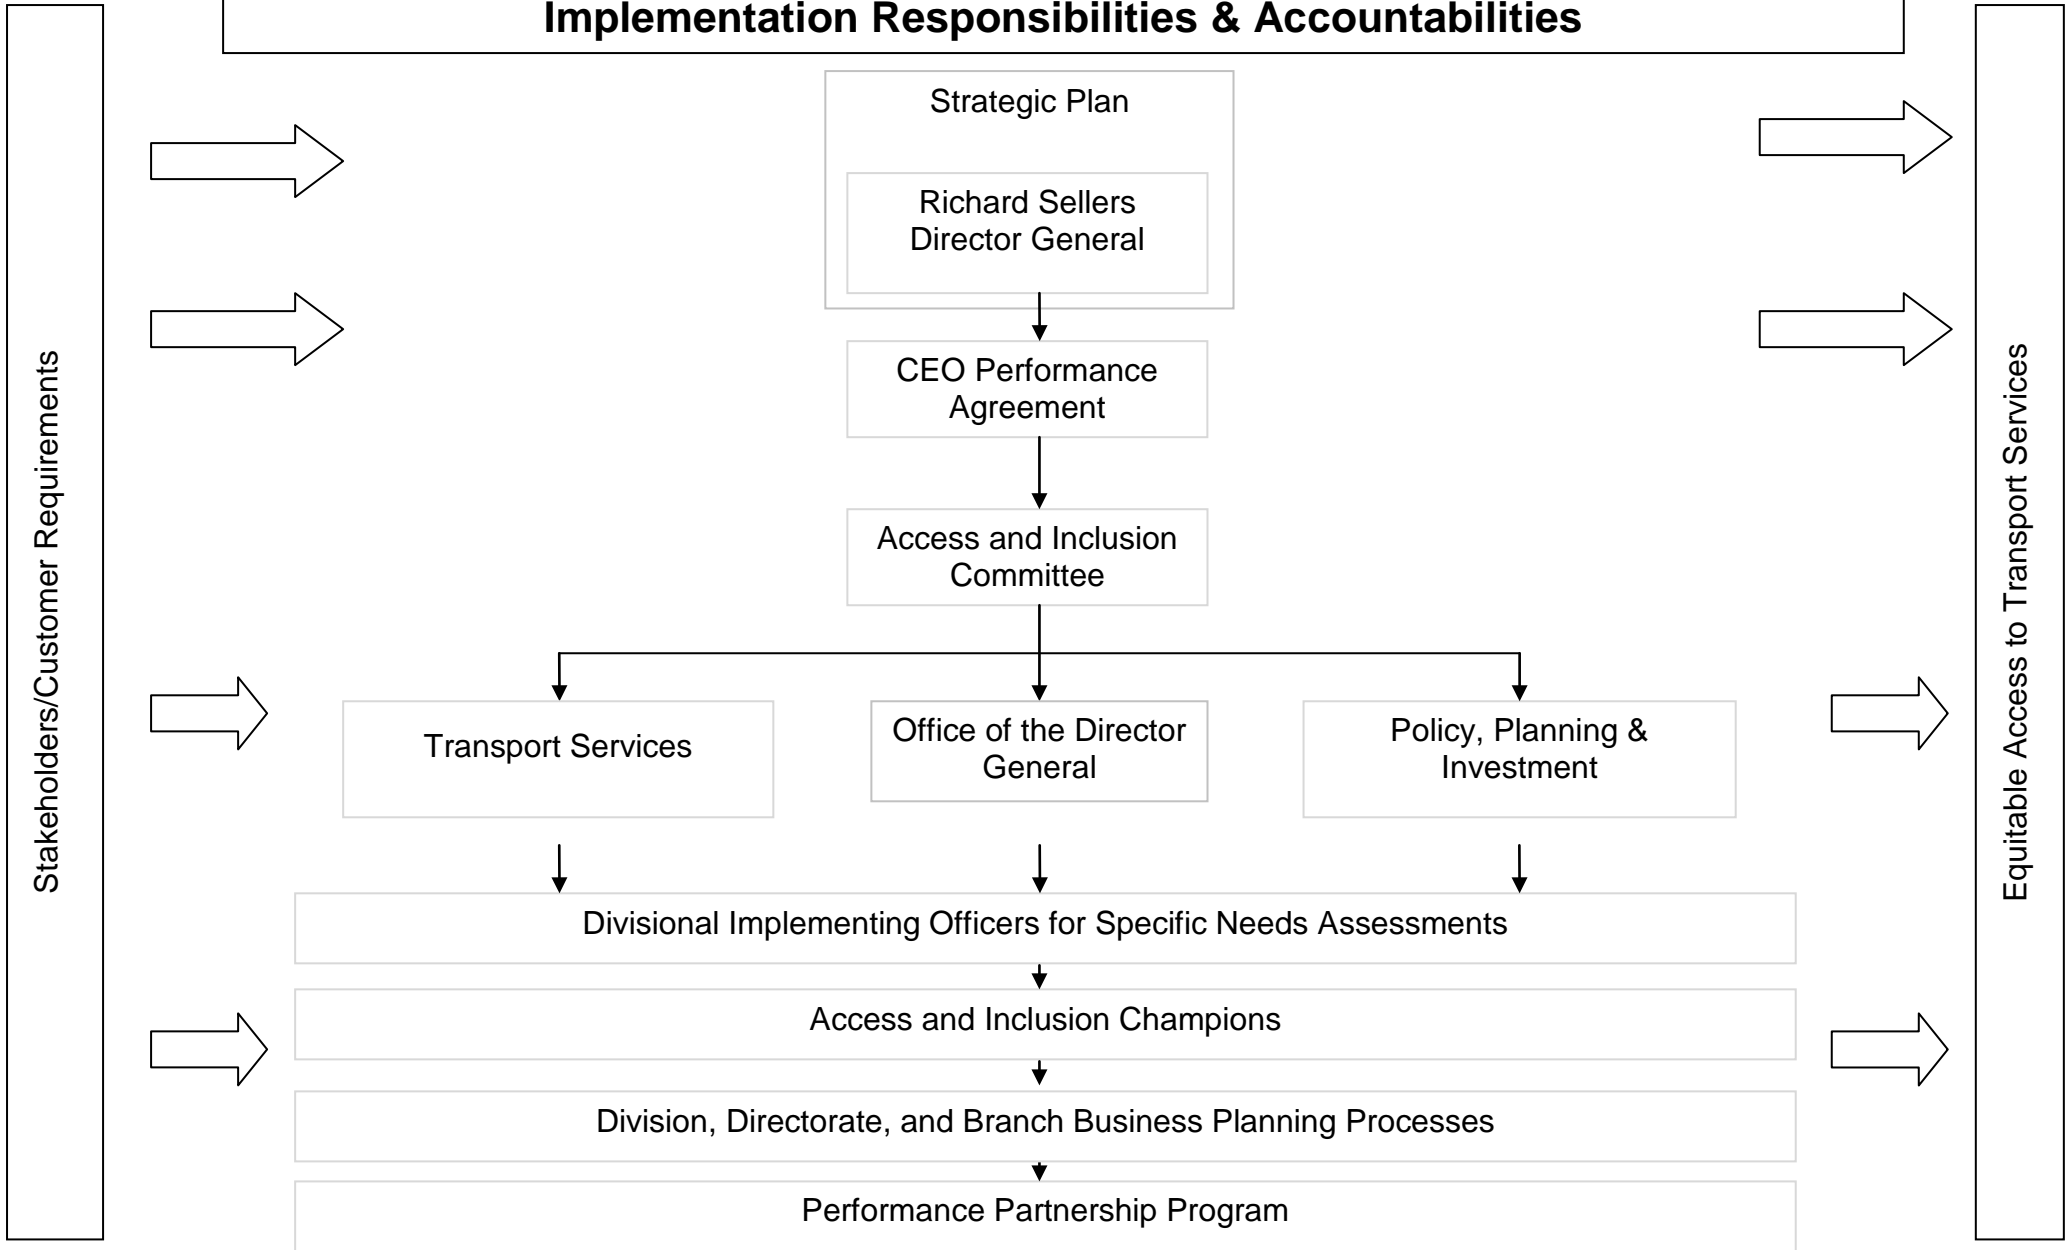 Implementation Responsibilities & Accountabilities
Stakeholders/Customer Requirements
Strategic Plan
Richard Sellers
Director General
CEO Performance
Agreement
Access and Inclusion
Committee
Transport Services
Office of the Director
General
Policy, Planning &
Investment
Divisional Implementing Officers for Specific Needs Assessments
Access and Inclusion Champions
Division, Directorate, and Branch Business Planning Processes
Performance Partnership Program
Equitable Access to Transport Services